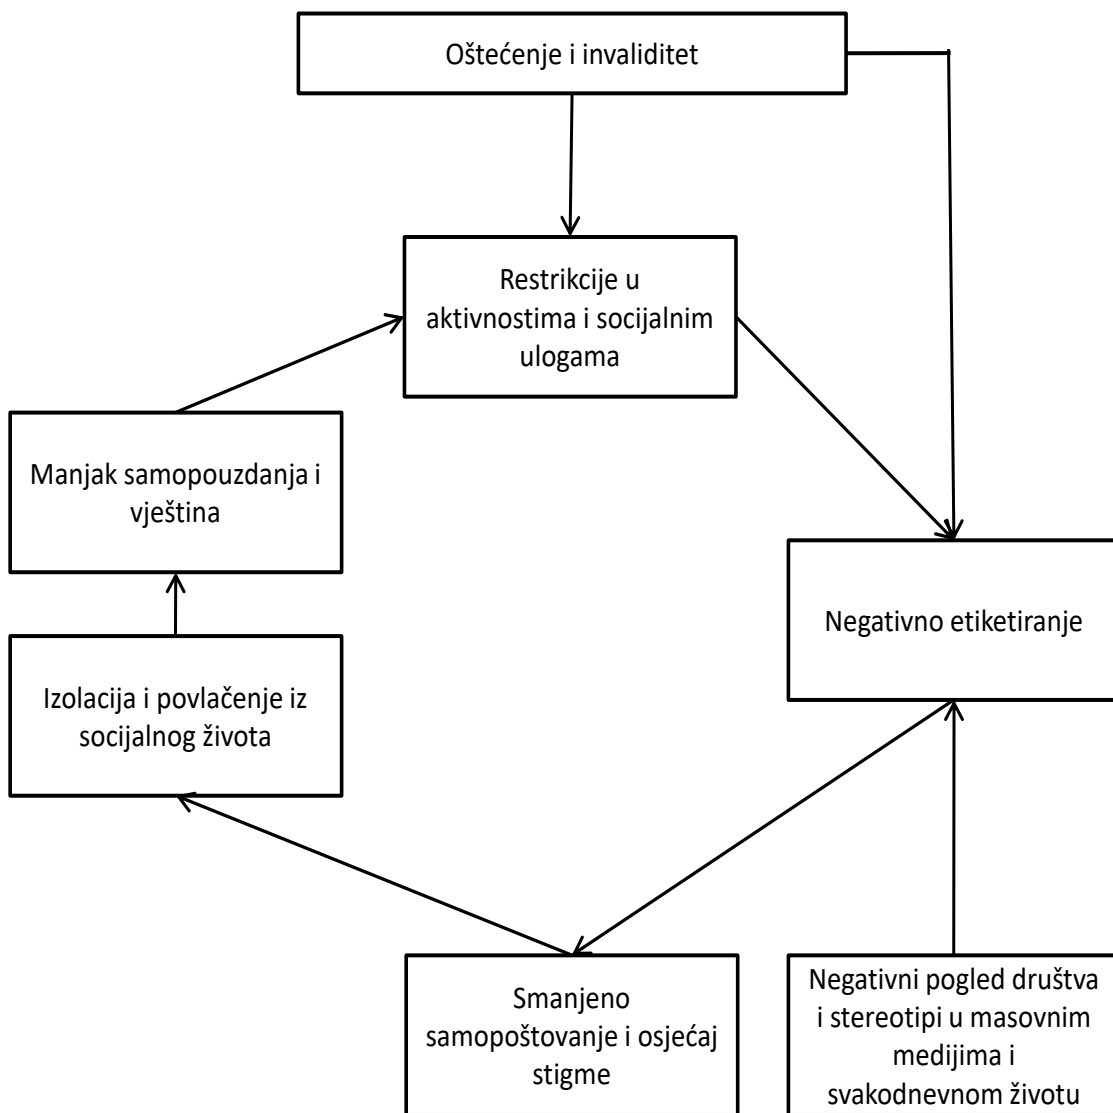 Oštećenje i invaliditet
Restrikcije u
aktivnostima i socijalnim
ulogama
Manjak samopouzdanja i
vještina
Negativno etiketiranje
Izolacija i povlačenje iz
socijalnog života
Smanjeno
samopoštovanje i osjećaj
stigme
Negativni pogled društva
i stereotipi u masovnim
medijima i
svakodnevnom životu